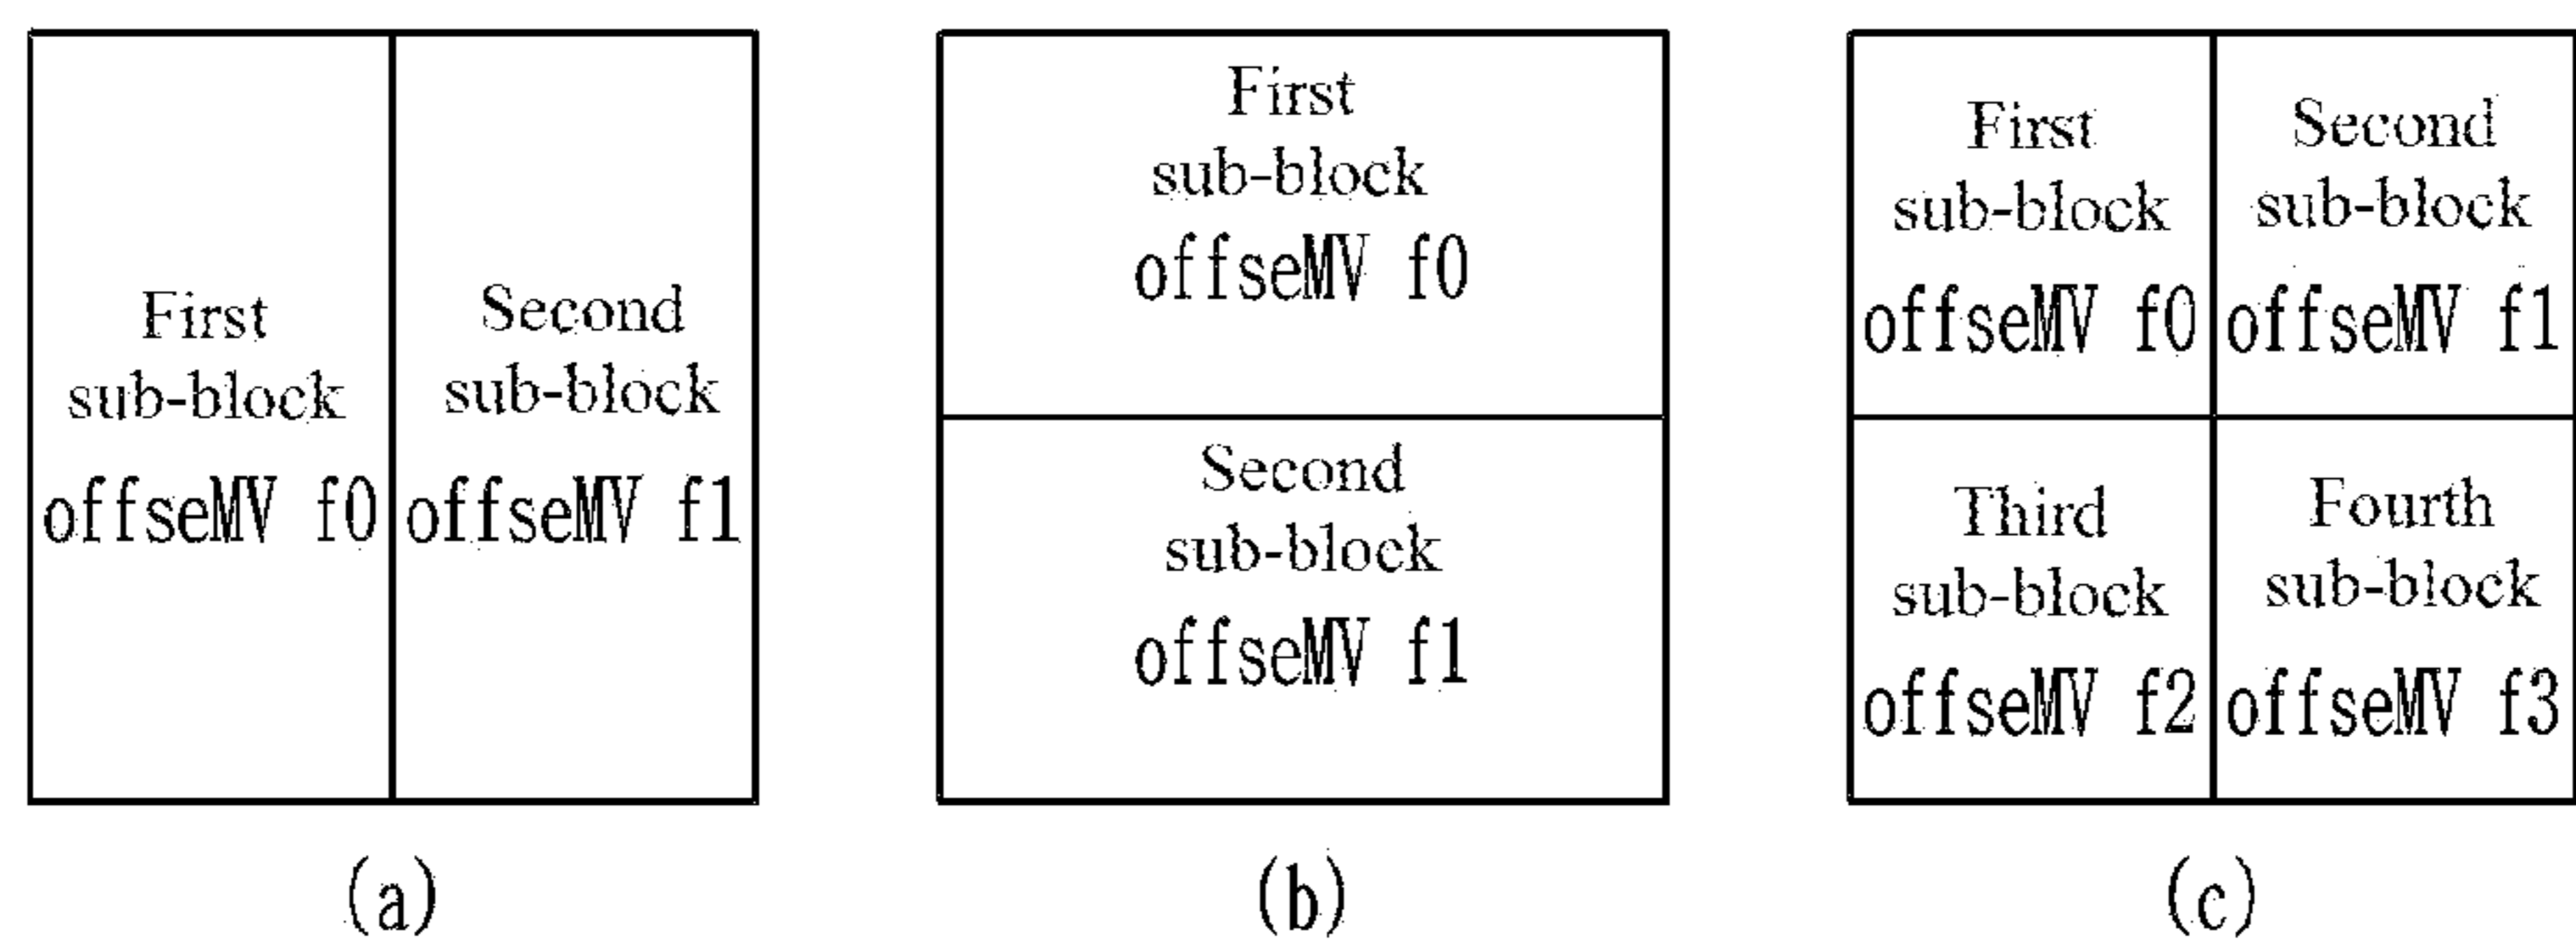 First
sub-block
offseMV f0
Second
sub-block
offseMV f1
(a)
First
sub-block
offseMV f0
Second
sub-block
offseMV f1
(b)
First
sub-block
offseMV f0
Second
sub-block
offseMV f1
Third
sub-block
offseMV f2
Fourth
sub-block
offseMV f3
(c)